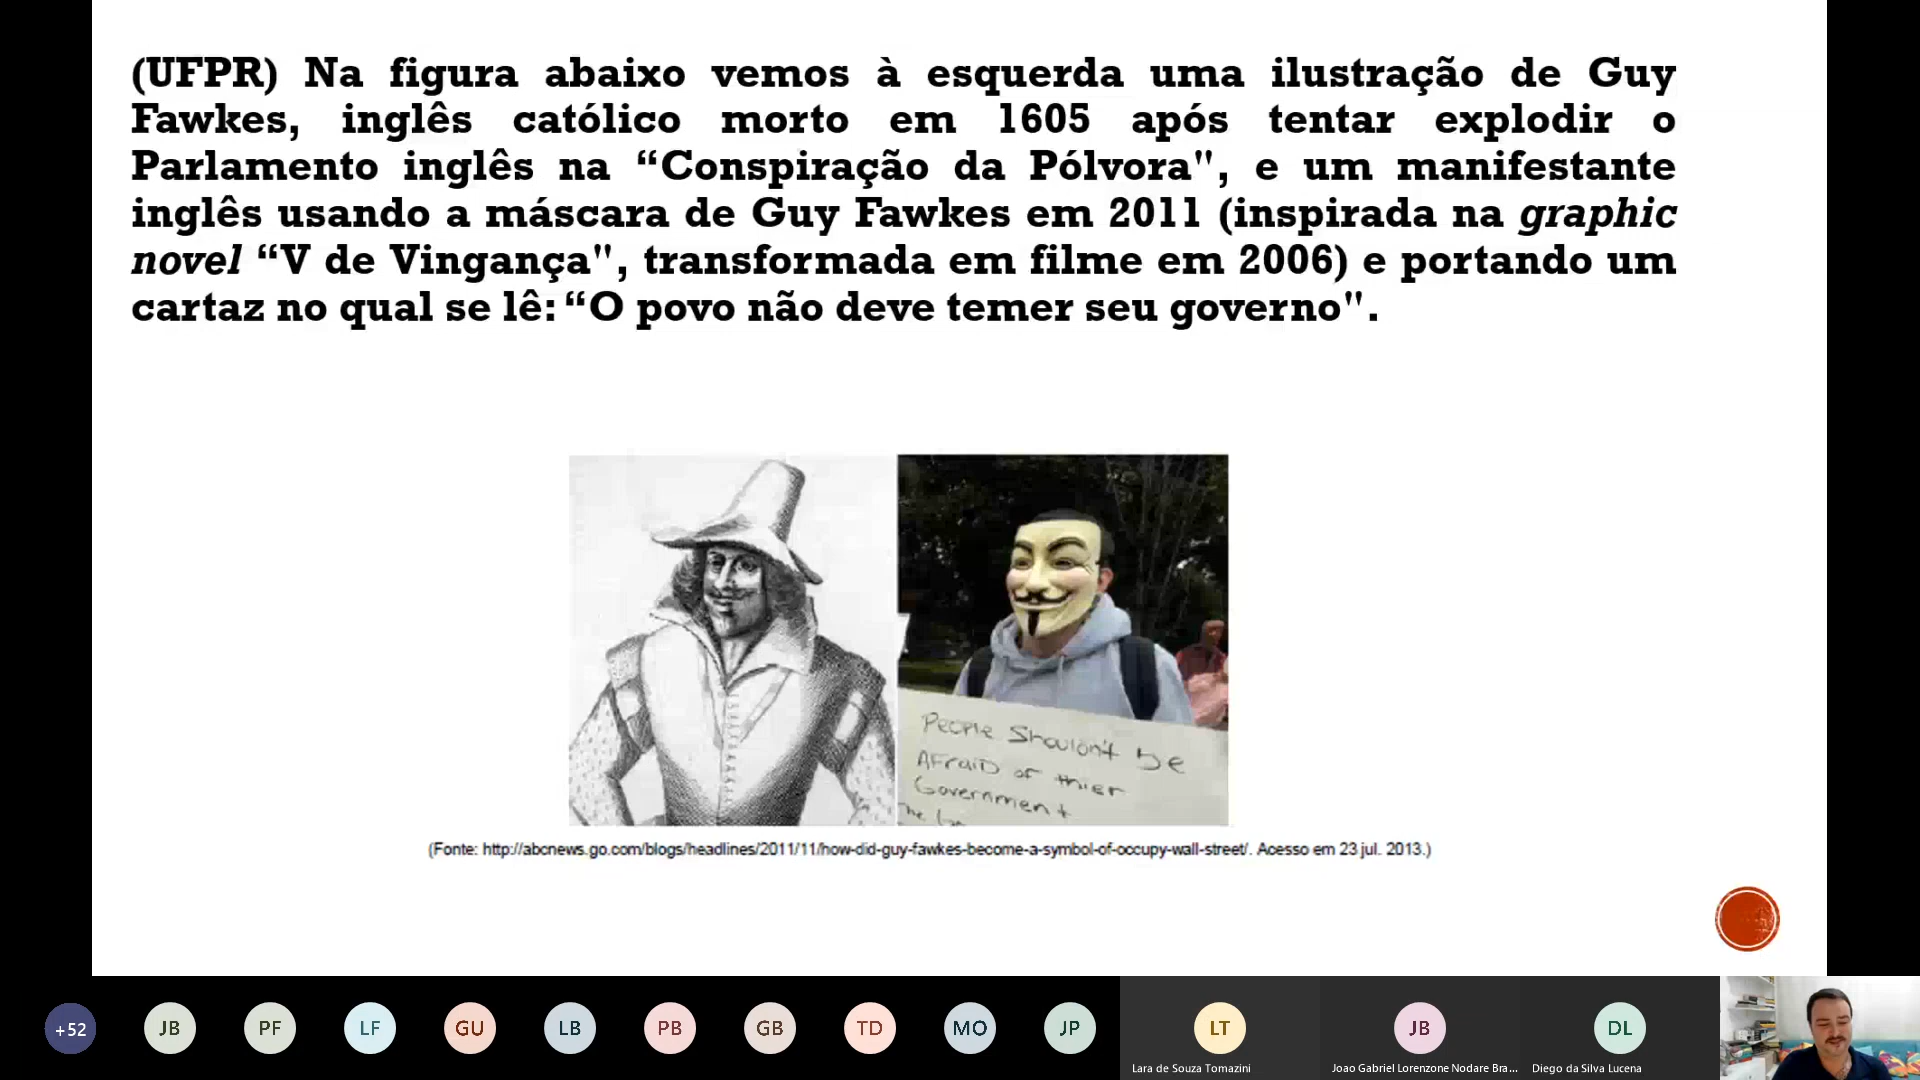 (UFPR) Na figura abaixo vemos à esquerda uma ilustração de Guy
Fawkes, inglês católico morto em 1605 após tentar explodir o
Parlamento inglês na “Conspiração da Pólvora", e um manifestante
inglês usando a máscara de Guy Fawkes em 2011 (inspirada na graphic
novel “V de Vingança", transformada em filme em 2006) e portando um
cartaz no qual se lê: “O povo não deve temer seu governo".
People Shouldn't be
Afraid of thier
Government
The
(Fonte: http://abcnews.go.com/blogs/headlines/2011/11/how-did-guy-fawkes-become-a-symbol-of-occupy-wall-street/. Acesso em 23 jul. 2013.)
+52 JB PF LF GU LB PB GB TD MO JP LT JB DL
Lara de Souza Tomazini Joao Gabriel Lorenzone Nodare Bra... Diego da Silva Lucena